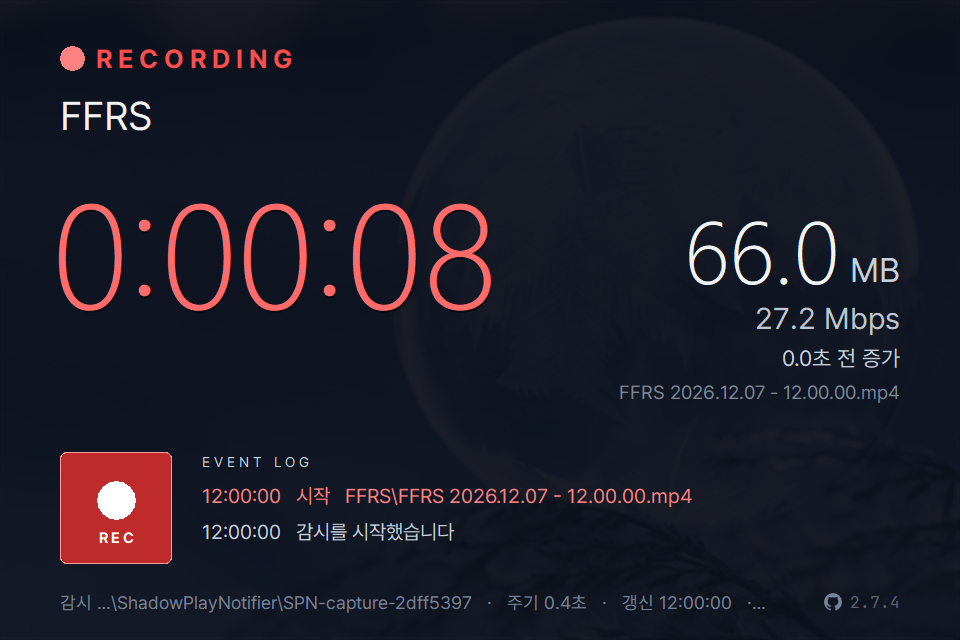 RECORDING
FFRS
0:00:08
66.0 MB
27.2 Mbps
0.0초 전 증가
FFRS 2026.12.07 - 12.00.00.mp4
REC
EVENT LOG
12:00:00 시작 FFRS\FFRS 2026.12.07 - 12.00.00.mp4
12:00:00 감시를 시작했습니다
감시 ...\ShadowPlayNotifier\SPN-capture-2dff5397 · 주기 0.4초 · 갱신 12:00:00 ·...
2.7.4